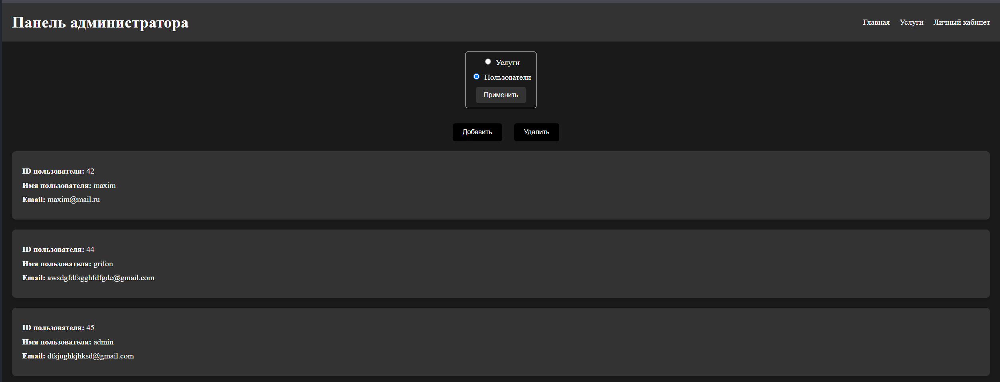 Панель администратора
Главная Услуги Личный кабинет
Услуги
Пользователи
Применить
Добавить Удалить
ID пользователя: 42
Имя пользователя: maxim
Email: maxim@mail.ru
ID пользователя: 44
Имя пользователя: grifon
Email: awsdgfdfsgghfdfgde@gmail.com
ID пользователя: 45
Имя пользователя: admin
Email: dfsjughkjhksd@gmail.com